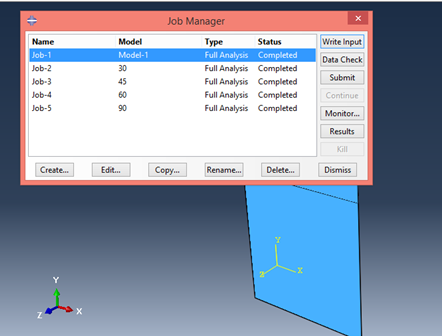 Job Manager
Name Model Type Status
Job-1 Model-1 Full Analysis Completed
Job-2 30 Full Analysis Completed
Job-3 45 Full Analysis Completed
Job-4 60 Full Analysis Completed
Job-5 90 Full Analysis Completed
Write Input
Data Check
Submit
Continue
Monitor...
Results
Kill
Create... Edit... Copy... Rename... Delete... Dismiss
Y
Z X
Y
Z X